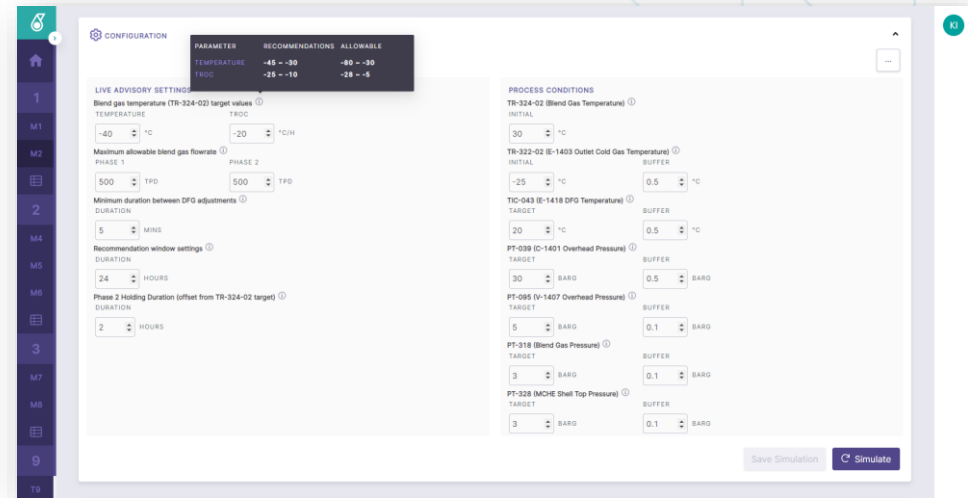 KI
CONFIGURATION
PARAMETER RECOMMENDATIONS ALLOWABLE
TEMPERATURE -45 ~ -30 -80 ~ -30
TROC -25 ~ -10 -28 ~ -5
...
1
M1
M2
2
M4
M5
M6
3
M7
M8
9
T9
LIVE ADVISORY SETTINGS
Blend gas temperature (TR-324-02) target values
TEMPERATURE TROC
-40 °C -20 °C/H
Maximum allowable blend gas flowrate
PHASE 1 PHASE 2
500 TPD 500 TPD
Minimum duration between DFG adjustments
DURATION
5 MINS
Recommendation window settings
DURATION
24 HOURS
Phase 2 Holding Duration (offset from TR-324-02 target)
DURATION
2 HOURS
PROCESS CONDITIONS
TR-324-02 (Blend Gas Temperature)
INITIAL
30 °C
TR-322-02 (E-1403 Outlet Cold Gas Temperature)
INITIAL BUFFER
-25 °C 0.5 °C
TIC-043 (E-1418 DFG Temperature)
TARGET BUFFER
20 °C 0.5 °C
PT-039 (C-1401 Overhead Pressure)
TARGET BUFFER
30 BARG 0.5 BARG
PT-095 (V-1407 Overhead Pressure)
TARGET BUFFER
5 BARG 0.1 BARG
PT-318 (Blend Gas Pressure)
TARGET BUFFER
3 BARG 0.1 BARG
PT-328 (MCHE Shell Top Pressure)
TARGET BUFFER
3 BARG 0.1 BARG
Save Simulation Simulate